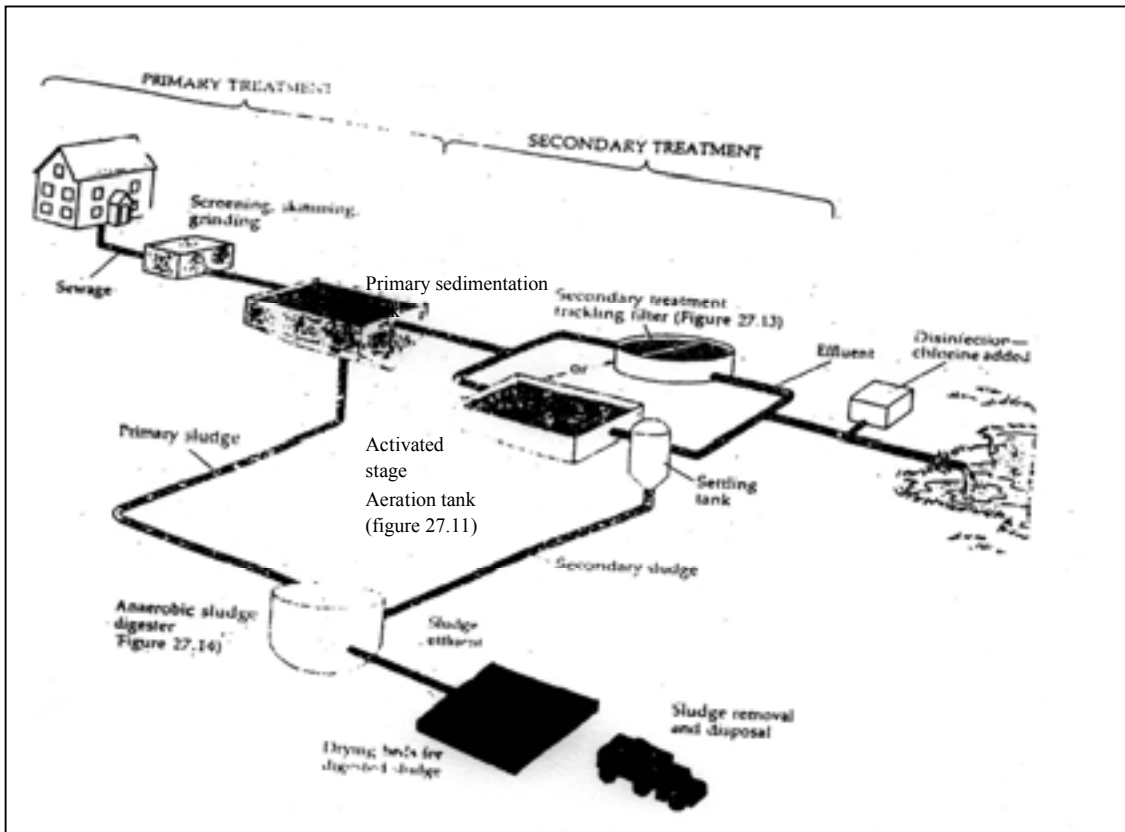 PRIMARY TREATMENT
SECONDARY TREATMENT
Screening, skimming,
grinding
Sewage
Primary sedimentation
Secondary treatment
trickling filter (Figure 27.13)
Disinfection—
chlorine added
Effluent
or
Primary sludge
Activated
stage
Aeration tank
(figure 27.11)
Settling
tank
Secondary sludge
Anaerobic sludge
digester
Figure 27.14)
Sludge
effluent
Sludge removal
and disposal
Drying beds for
digested sludge